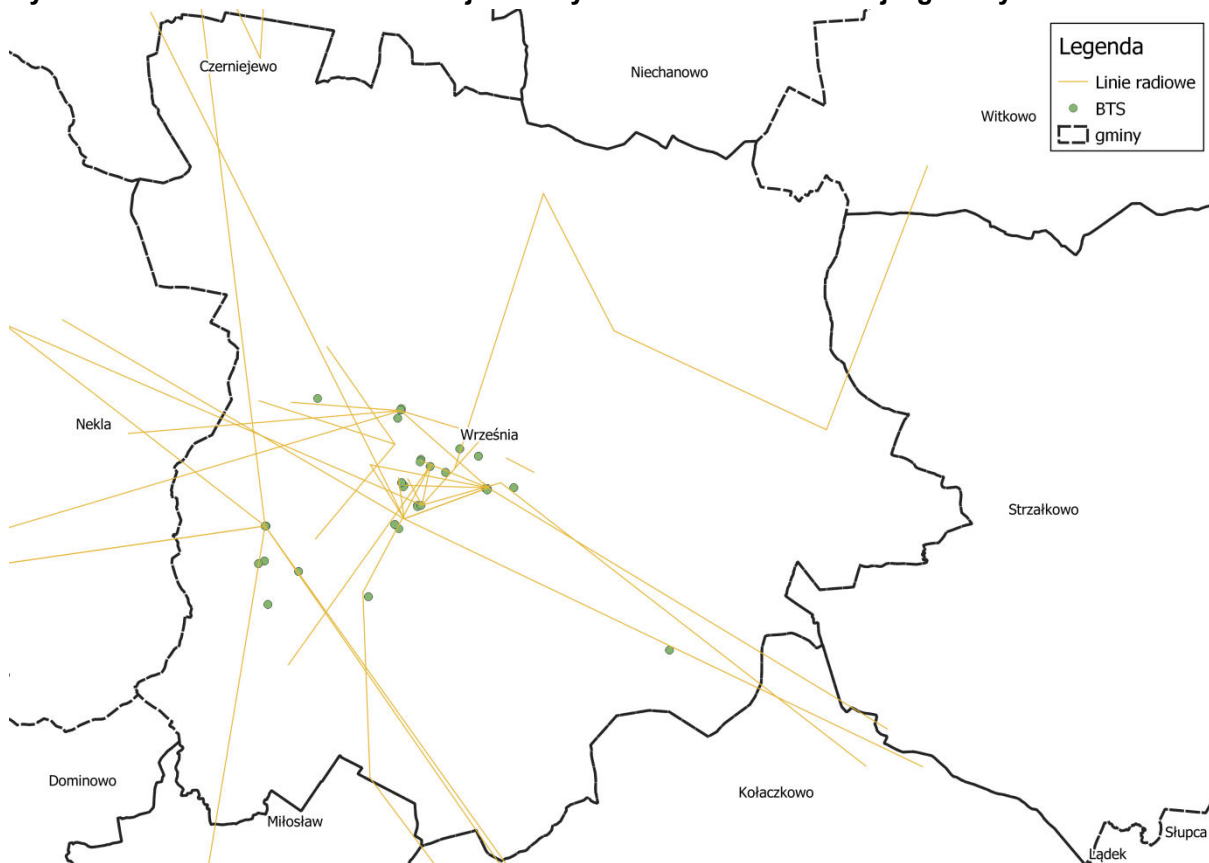 Czerniejewo
Niechanowo
Legenda
Linie radiowe
BTS
gminy
Witkowo
Nekla
Września
Strzałkowo
Dominowo
Miłosław
Kołaczkowo
Słupca
Lądek